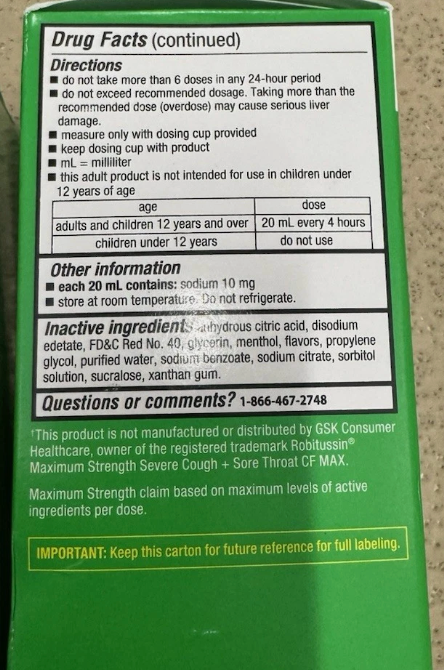 Drug Facts (continued)
Directions
■ do not take more than 6 doses in any 24-hour period
■ do not exceed recommended dosage. Taking more than the
recommended dose (overdose) may cause serious liver
damage.
■ measure only with dosing cup provided
■ keep dosing cup with product
■ mL = milliliter
■ this adult product is not intended for use in children under
12 years of age
age dose
adults and children 12 years and over 20 mL every 4 hours
children under 12 years do not use
Other information
■ each 20 mL contains: sodium 10 mg
■ store at room temperature. Do not refrigerate.
Inactive ingredients anhydrous citric acid, disodium
edetate, FD&C Red No. 40, glycerin, menthol, flavors, propylene
glycol, purified water, sodium benzoate, sodium citrate, sorbitol
solution, sucralose, xanthan gum.
Questions or comments? 1-866-467-2748
†This product is not manufactured or distributed by GSK Consumer
Healthcare, owner of the registered trademark Robitussin®
Maximum Strength Severe Cough + Sore Throat CF MAX.
Maximum Strength claim based on maximum levels of active
ingredients per dose.
IMPORTANT: Keep this carton for future reference for full labeling.